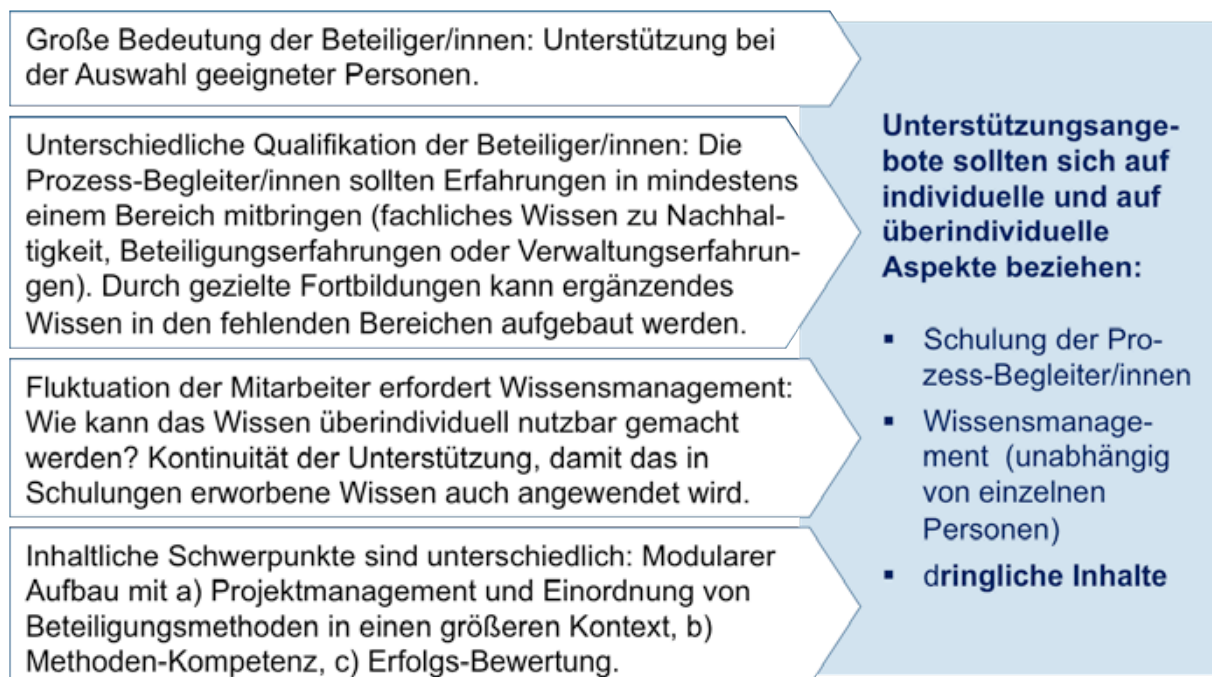 Große Bedeutung der Beteiliger/innen: Unterstützung bei
der Auswahl geeigneter Personen.
Unterschiedliche Qualifikation der Beteiliger/innen: Die
Prozess-Begleiter/innen sollten Erfahrungen in mindestens
einem Bereich mitbringen (fachliches Wissen zu Nachhal-
tigkeit, Beteiligungserfahrungen oder Verwaltungserfahrun-
gen). Durch gezielte Fortbildungen kann ergänzendes
Wissen in den fehlenden Bereichen aufgebaut werden.
Fluktuation der Mitarbeiter erfordert Wissensmanagement:
Wie kann das Wissen überindividuell nutzbar gemacht
werden? Kontinuität der Unterstützung, damit das in
Schulungen erworbene Wissen auch angewendet wird.
Inhaltliche Schwerpunkte sind unterschiedlich: Modularer
Aufbau mit a) Projektmanagement und Einordnung von
Beteiligungsmethoden in einen größeren Kontext, b)
Methoden-Kompetenz, c) Erfolgs-Bewertung.
Unterstützungsange-
bote sollten sich auf
individuelle und auf
überindividuelle
Aspekte beziehen:
▪ Schulung der Pro-
zess-Begleiter/innen
▪ Wissensmanage-
ment (unabhängig
von einzelnen
Personen)
▪ dringliche Inhalte